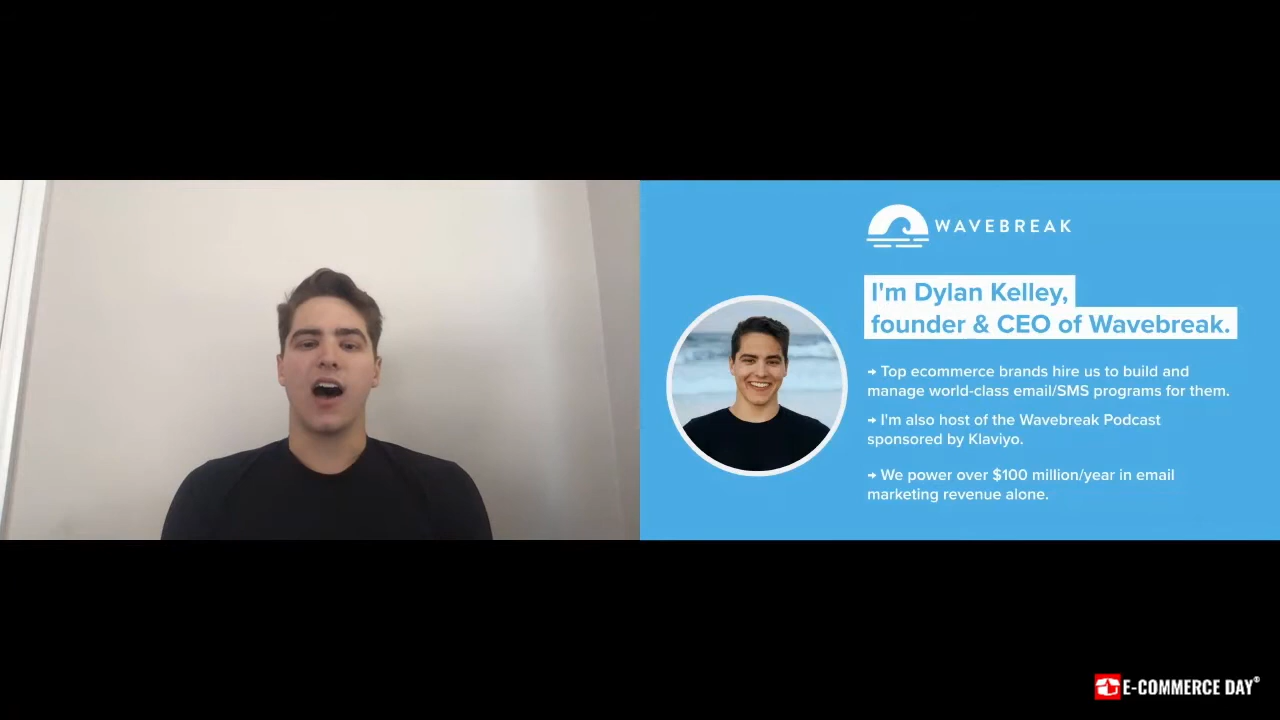 WAVEBREAK
I'm Dylan Kelley,
founder & CEO of Wavebreak.
→ Top ecommerce brands hire us to build and
manage world-class email/SMS programs for them.
→ I'm also host of the Wavebreak Podcast
sponsored by Klaviyo.
→ We power over $100 million/year in email
marketing revenue alone.
E-COMMERCE DAY®